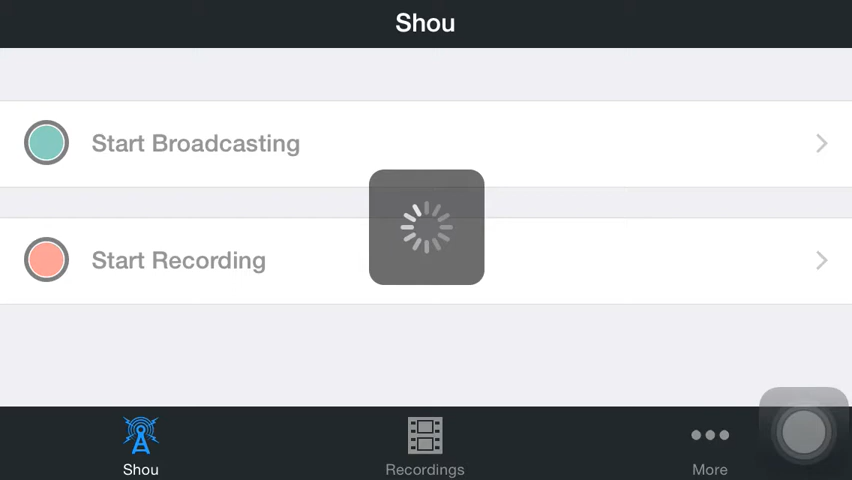 Shou
Start Broadcasting
Start Recording
Shou
Recordings
More